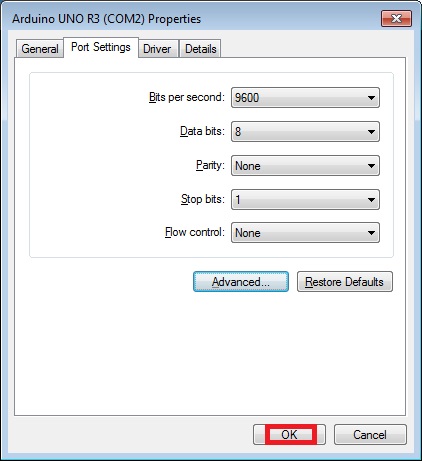 Arduino UNO R3 (COM2) Properties
General Port Settings Driver Details
Bits per second: 9600
Data bits: 8
Parity: None
Stop bits: 1
Flow control: None
Advanced... Restore Defaults
OK Cancel